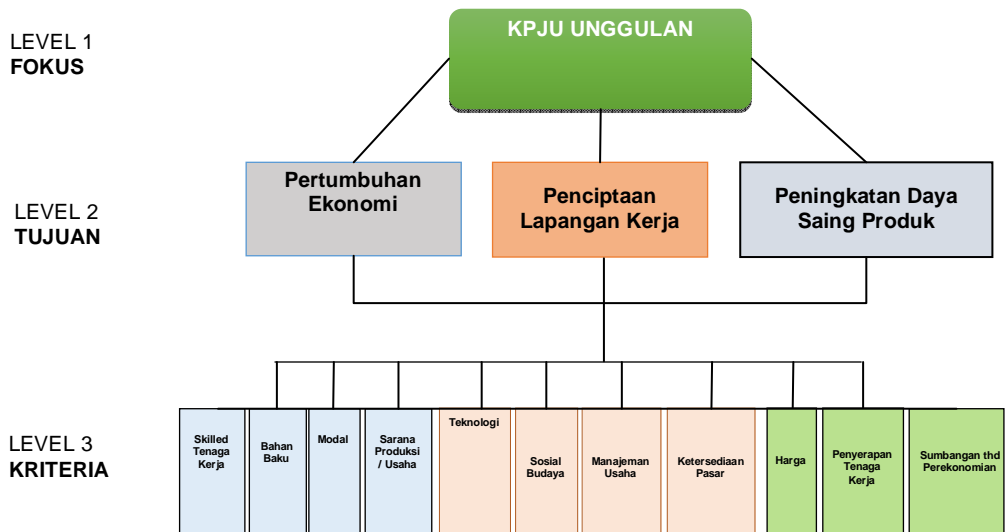 LEVEL 1
FOKUS
KPJU UNGGULAN
LEVEL 2
TUJUAN
Pertumbuhan
Ekonomi
Penciptaan
Lapangan Kerja
Peningkatan Daya
Saing Produk
LEVEL 3
KRITERIA
Skilled
Tenaga
Kerja
Bahan
Baku
Modal
Sarana
Produksi
/ Usaha
Teknologi
Sosial
Budaya
Manajeman
Usaha
Ketersediaan
Pasar
Harga
Penyerapan
Tenaga
Kerja
Sumbangan thd
Perekonomian